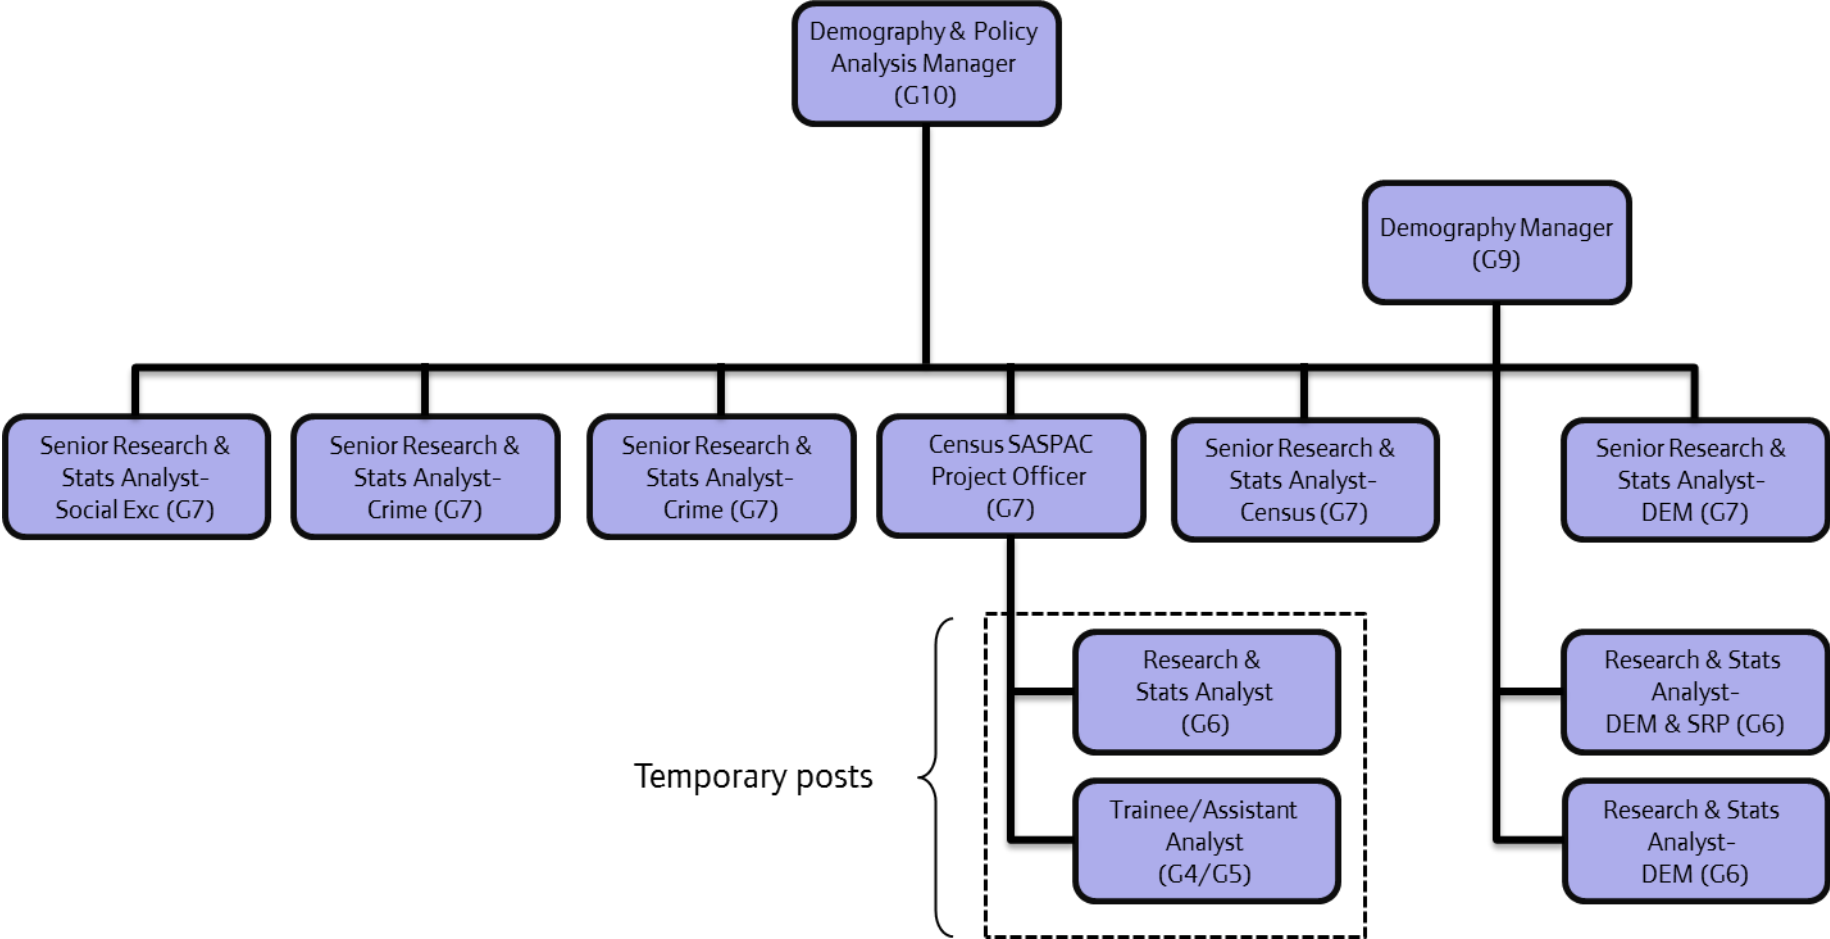 Demography & Policy
Analysis Manager
(G10)
Demography Manager
(G9)
Senior Research &
Stats Analyst-
Social Exc (G7)
Senior Research &
Stats Analyst-
Crime (G7)
Senior Research &
Stats Analyst-
Crime (G7)
Census SASPAC
Project Officer
(G7)
Senior Research &
Stats Analyst-
Census (G7)
Senior Research &
Stats Analyst-
DEM (G7)
Temporary posts
Research &
Stats Analyst
(G6)
Trainee/Assistant
Analyst
(G4/G5)
Research & Stats
Analyst-
DEM & SRP (G6)
Research & Stats
Analyst-
DEM (G6)